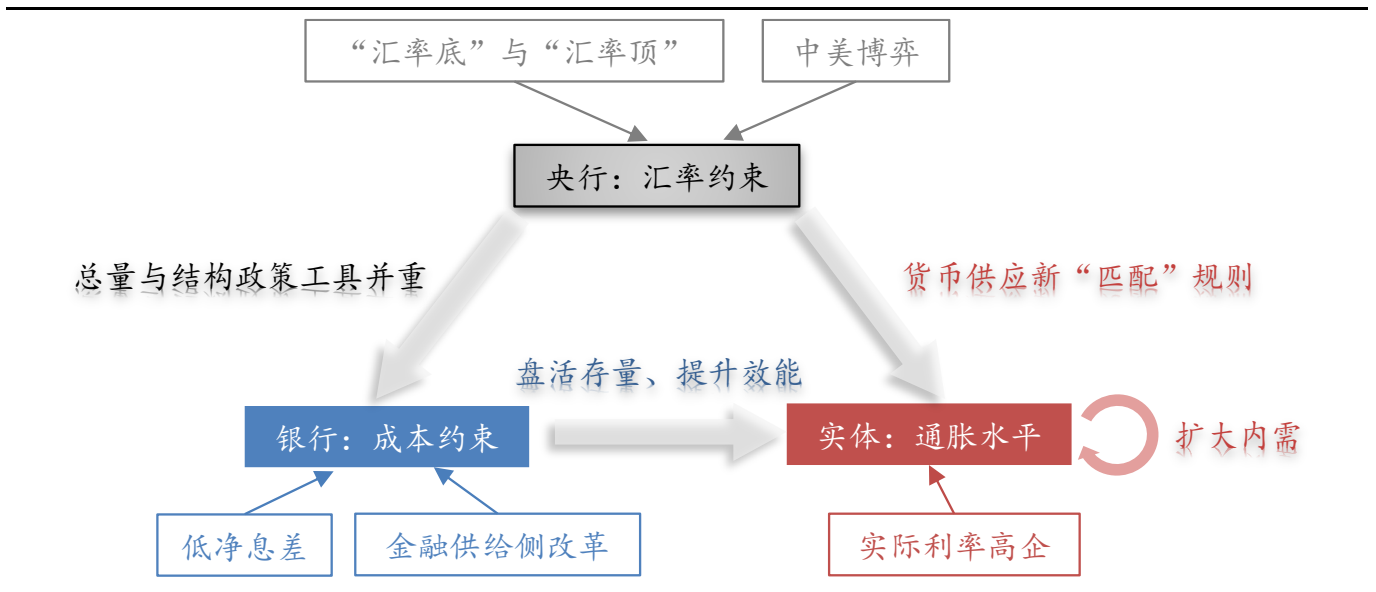 “汇率底”与“汇率顶”
中美博弈
央行：汇率约束
总量与结构政策工具并重
货币供应新“匹配”规则
盘活存量、提升效能
银行：成本约束
实体：通胀水平
扩大内需
低净息差
金融供给侧改革
实际利率高企